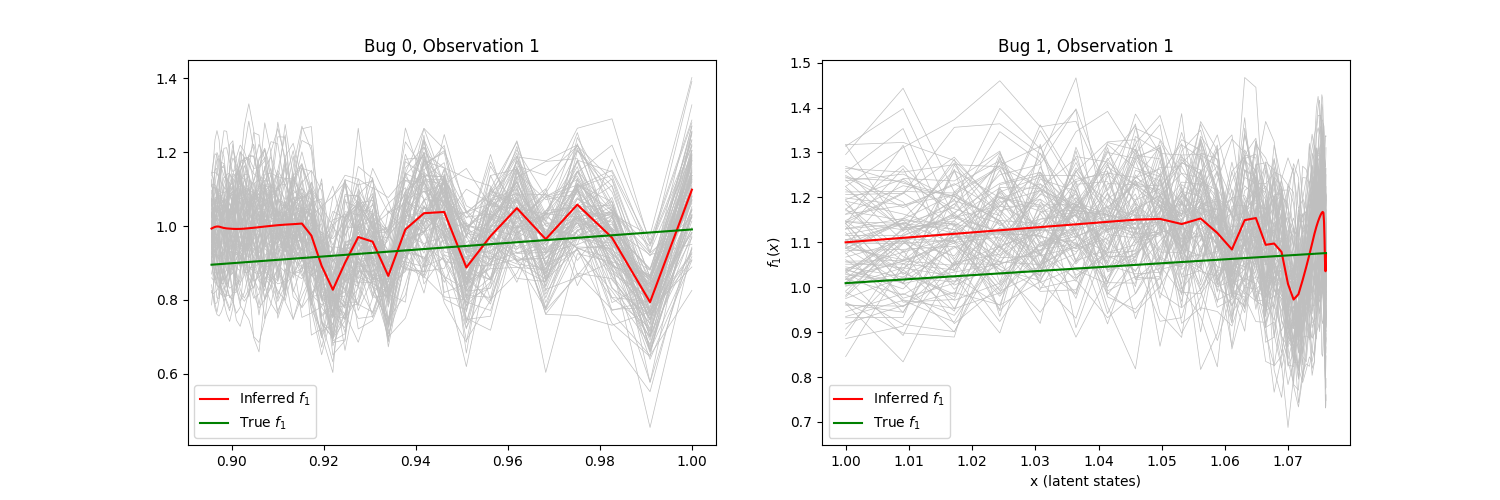 Bug 0, Observation 1
1.4
1.2
1.0
0.8
0.6
Inferred f₁
True f₁
0.90 0.92 0.94 0.96 0.98 1.00
Bug 1, Observation 1
1.5
1.4
1.3
1.2
1.1
1.0
0.9
0.8
0.7
f₁(x)
Inferred f₁
True f₁
1.00 1.01 1.02 1.03 1.04 1.05 1.06 1.07
x (latent states)